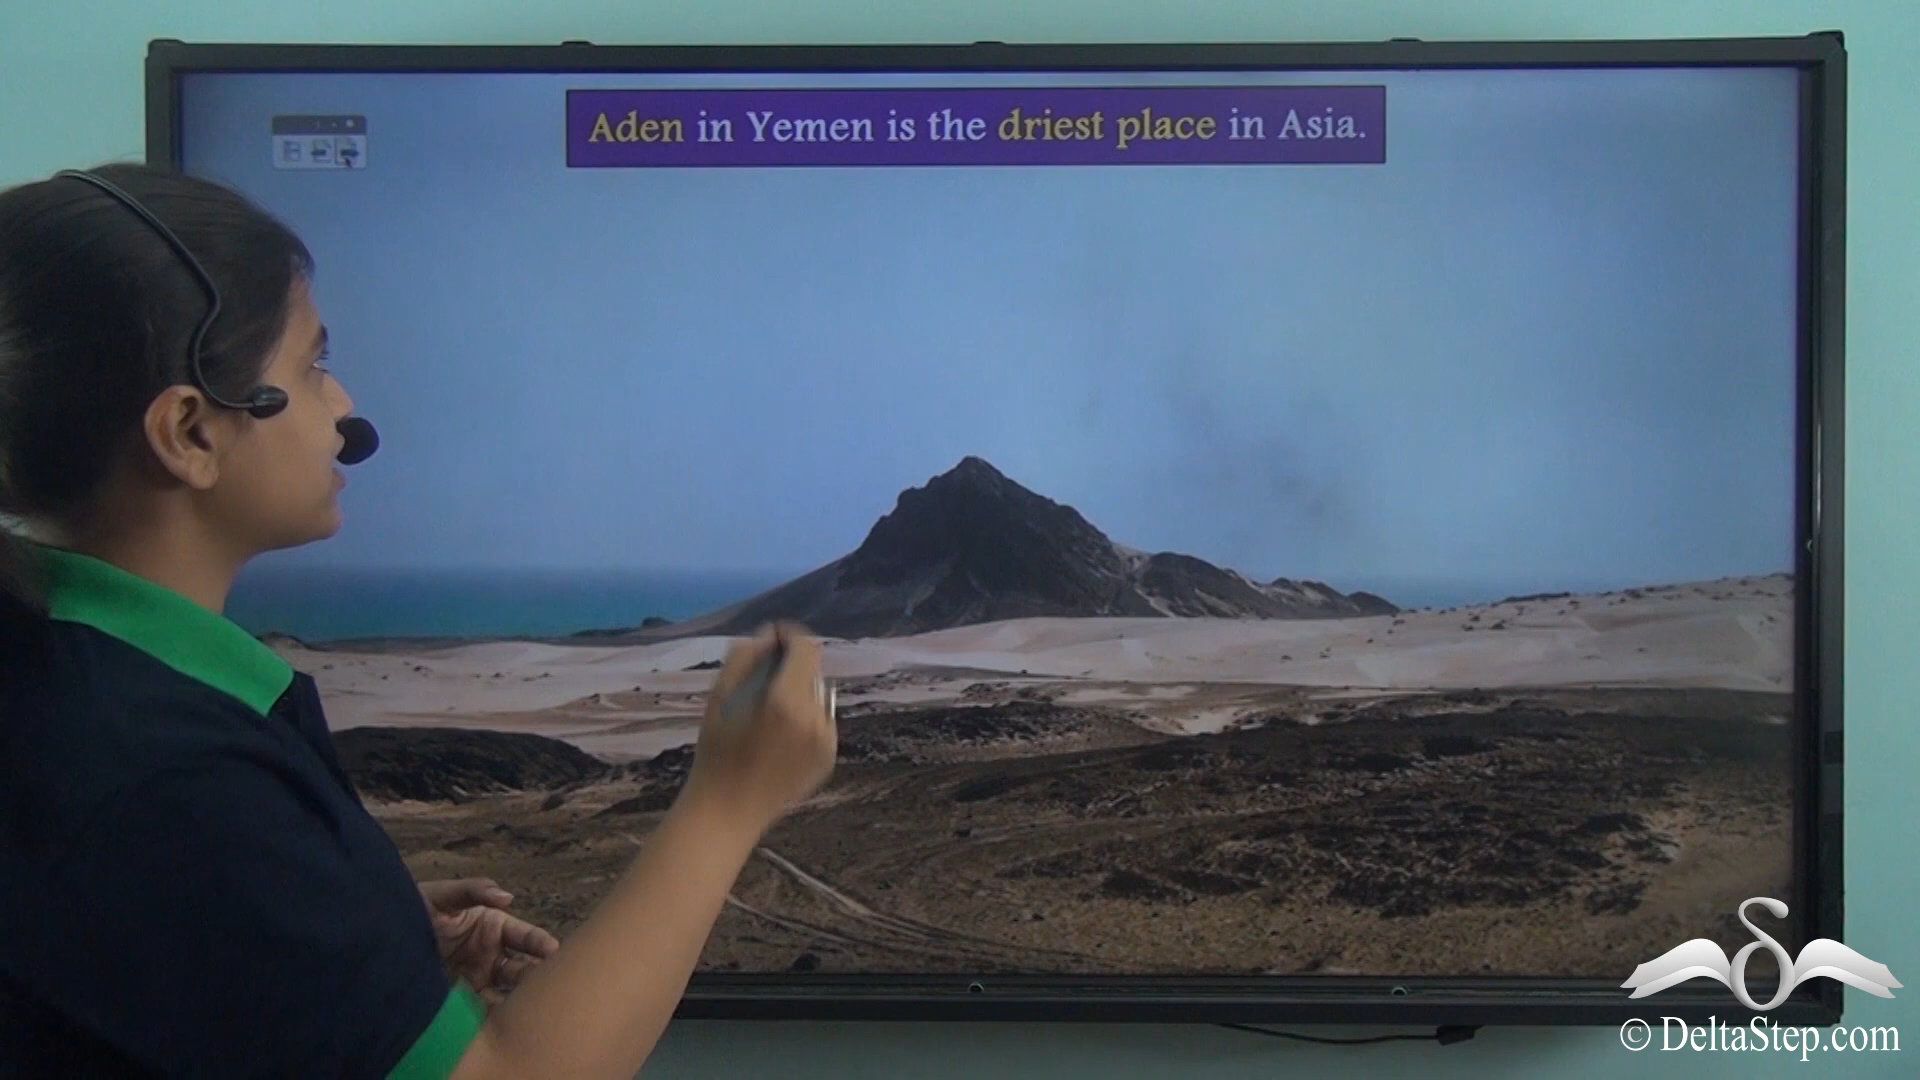 Aden in Yemen is the driest place in Asia.
© DeltaStep.com